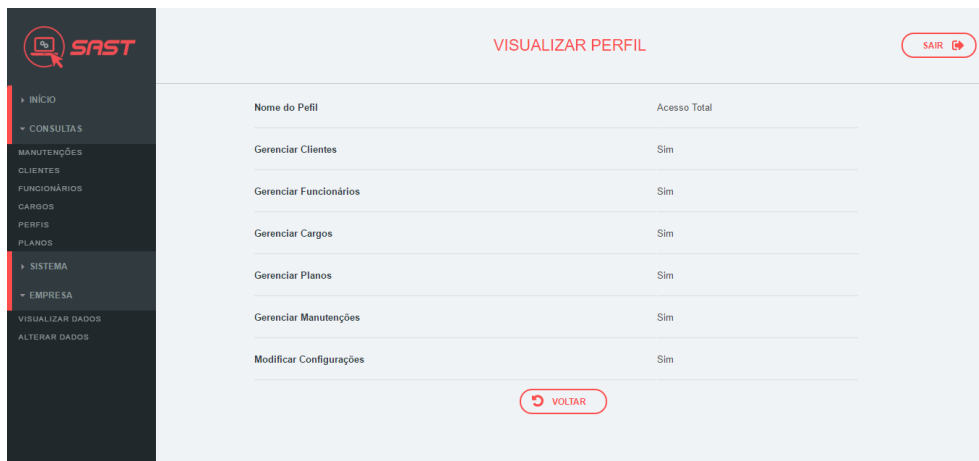 SAST
VISUALIZAR PERFIL
SAIR
INÍCIO
CONSULTAS
MANUTENÇÕES
CLIENTES
FUNCIONÁRIOS
CARGOS
PERFIS
PLANOS
SISTEMA
EMPRESA
VISUALIZAR DADOS
ALTERAR DADOS
Nome do Pefil Acesso Total
Gerenciar Clientes Sim
Gerenciar Funcionários Sim
Gerenciar Cargos Sim
Gerenciar Planos Sim
Gerenciar Manutenções Sim
Modificar Configurações Sim
VOLTAR